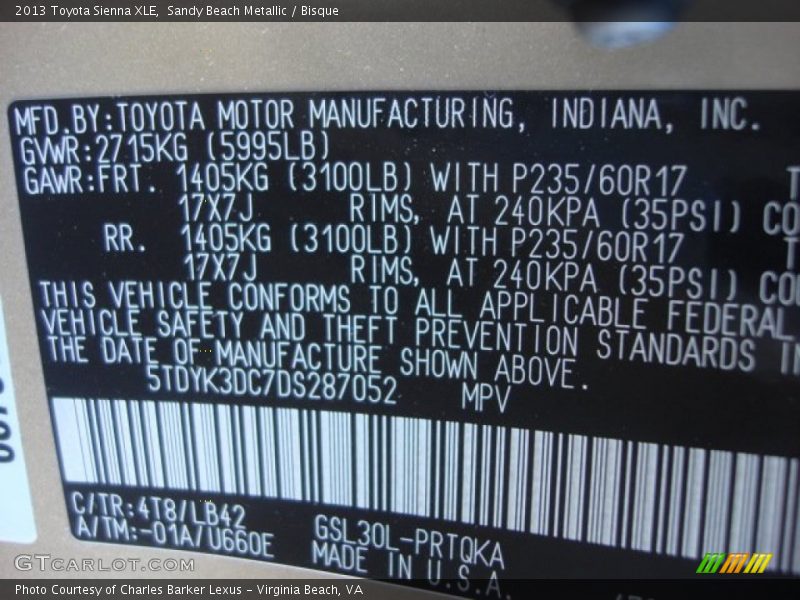 2013 Toyota Sienna XLE, Sandy Beach Metallic / Bisque
MFD.BY:TOYOTA MOTOR MANUFACTURING, INDIANA, INC.
GVWR:2715KG (5995LB)
GAWR:FRT. 1405KG (3100LB) WITH P235/60R17
17X7J RIMS, AT 240KPA (35PSI) CO
RR. 1405KG (3100LB) WITH P235/60R17
17X7J RIMS, AT 240KPA (35PSI)
THIS VEHICLE CONFORMS TO ALL APPLICABLE FEDERAL
VEHICLE SAFETY AND THEFT PREVENTION STANDARDS
THE DATE OF MANUFACTURE SHOWN ABOVE.
5TDYK3DC7DS287052 MPV
C/TR:4T8/LB42
A/TM:-01A/U660E
GSL30L-PRTQKA
MADE IN U.S.A.
GTCARLOT.COM
Photo Courtesy of Charles Barker Lexus - Virginia Beach, VA